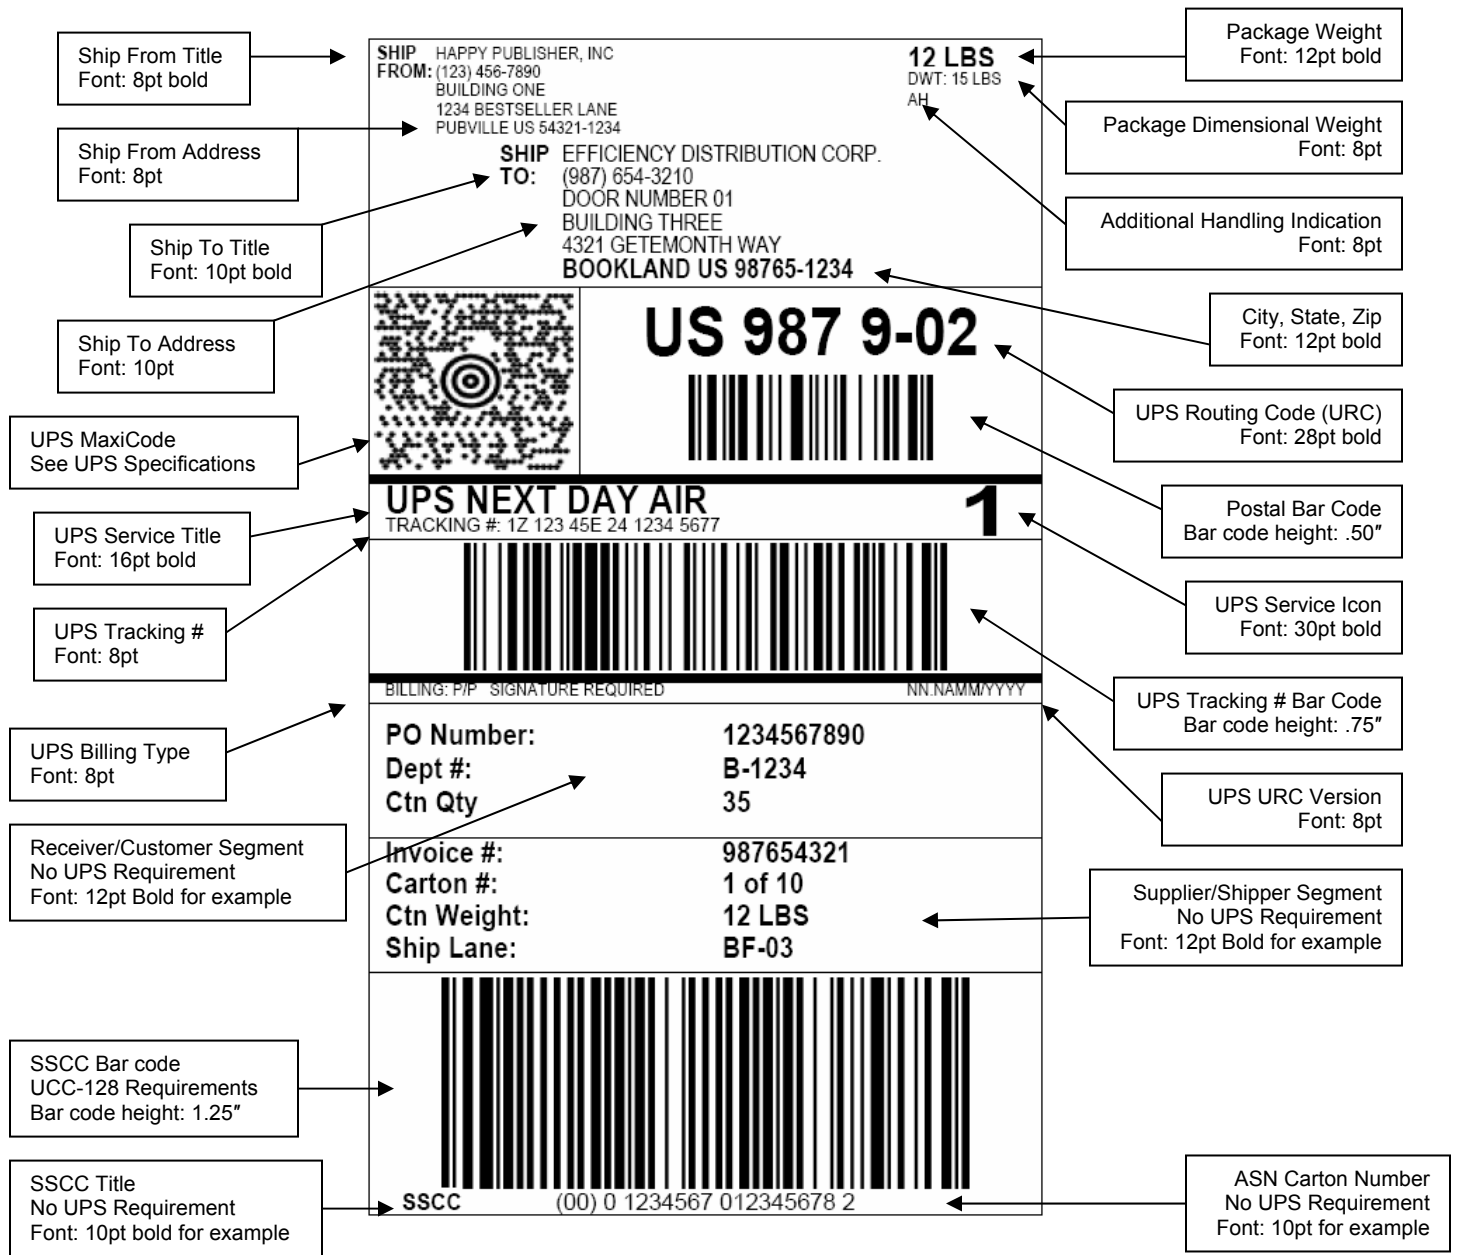 Ship From Title
Font: 8pt bold
Ship From Address
Font: 8pt
Ship To Title
Font: 10pt bold
Ship To Address
Font: 10pt
UPS MaxiCode
See UPS Specifications
UPS Service Title
Font: 16pt bold
UPS Tracking #
Font: 8pt
UPS Billing Type
Font: 8pt
Receiver/Customer Segment
No UPS Requirement
Font: 12pt Bold for example
SSCC Bar code
UCC-128 Requirements
Bar code height: 1.25″
SSCC Title
No UPS Requirement
Font: 10pt bold for example
SHIP HAPPY PUBLISHER, INC
FROM: (123) 456-7890
BUILDING ONE
1234 BESTSELLER LANE
PUBVILLE US 54321-1234
12 LBS
DWT: 15 LBS
AH
SHIP EFFICIENCY DISTRIBUTION CORP.
TO: (987) 654-3210
DOOR NUMBER 01
BUILDING THREE
4321 GETEMONTH WAY
BOOKLAND US 98765-1234
US 987 9-02
UPS NEXT DAY AIR 1
TRACKING #: 1Z 123 45E 24 1234 5677
BILLING: P/P SIGNATURE REQUIRED NN.NAMM/YYYY
PO Number: 1234567890
Dept #: B-1234
Ctn Qty 35
Invoice #: 987654321
Carton #: 1 of 10
Ctn Weight: 12 LBS
Ship Lane: BF-03
SSCC (00) 0 1234567 012345678 2
Package Weight
Font: 12pt bold
Package Dimensional Weight
Font: 8pt
Additional Handling Indication
Font: 8pt
City, State, Zip
Font: 12pt bold
UPS Routing Code (URC)
Font: 28pt bold
Postal Bar Code
Bar code height: .50″
UPS Service Icon
Font: 30pt bold
UPS Tracking # Bar Code
Bar code height: .75″
UPS URC Version
Font: 8pt
Supplier/Shipper Segment
No UPS Requirement
Font: 12pt Bold for example
ASN Carton Number
No UPS Requirement
Font: 10pt for example